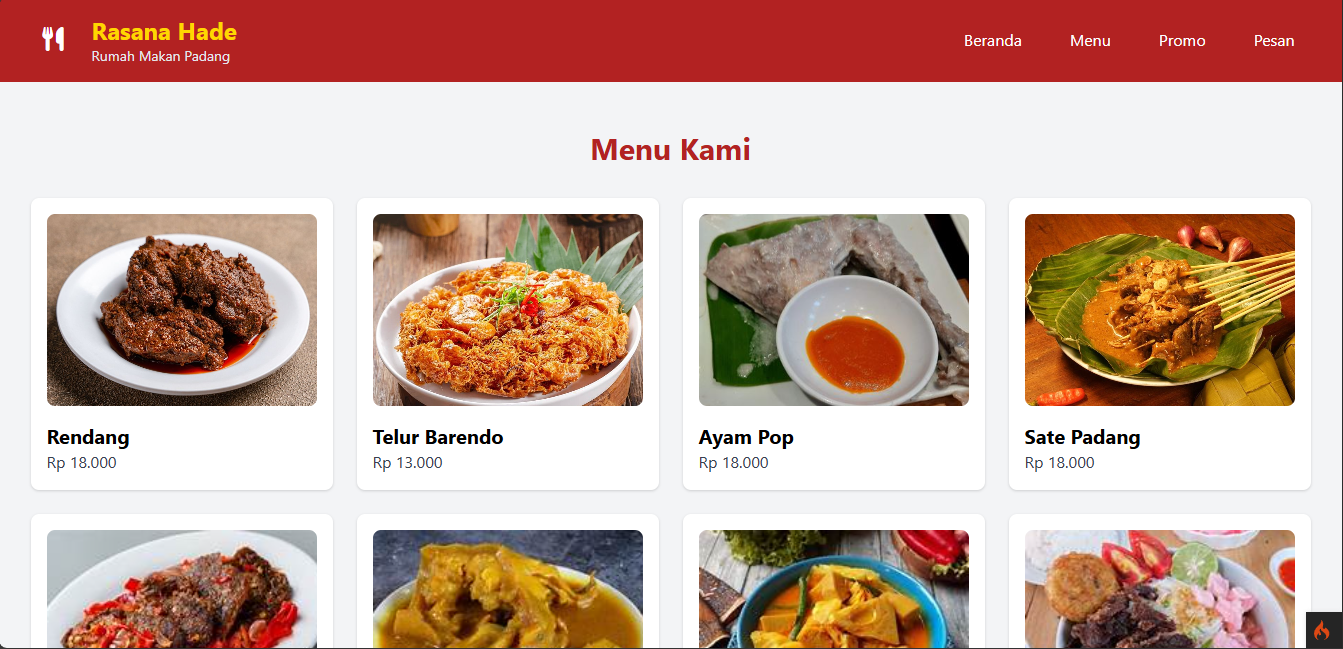 Rasana Hade
Rumah Makan Padang
Beranda
Menu
Promo
Pesan
Menu Kami
Rendang
Rp 18.000
Telur Barendo
Rp 13.000
Ayam Pop
Rp 18.000
Sate Padang
Rp 18.000